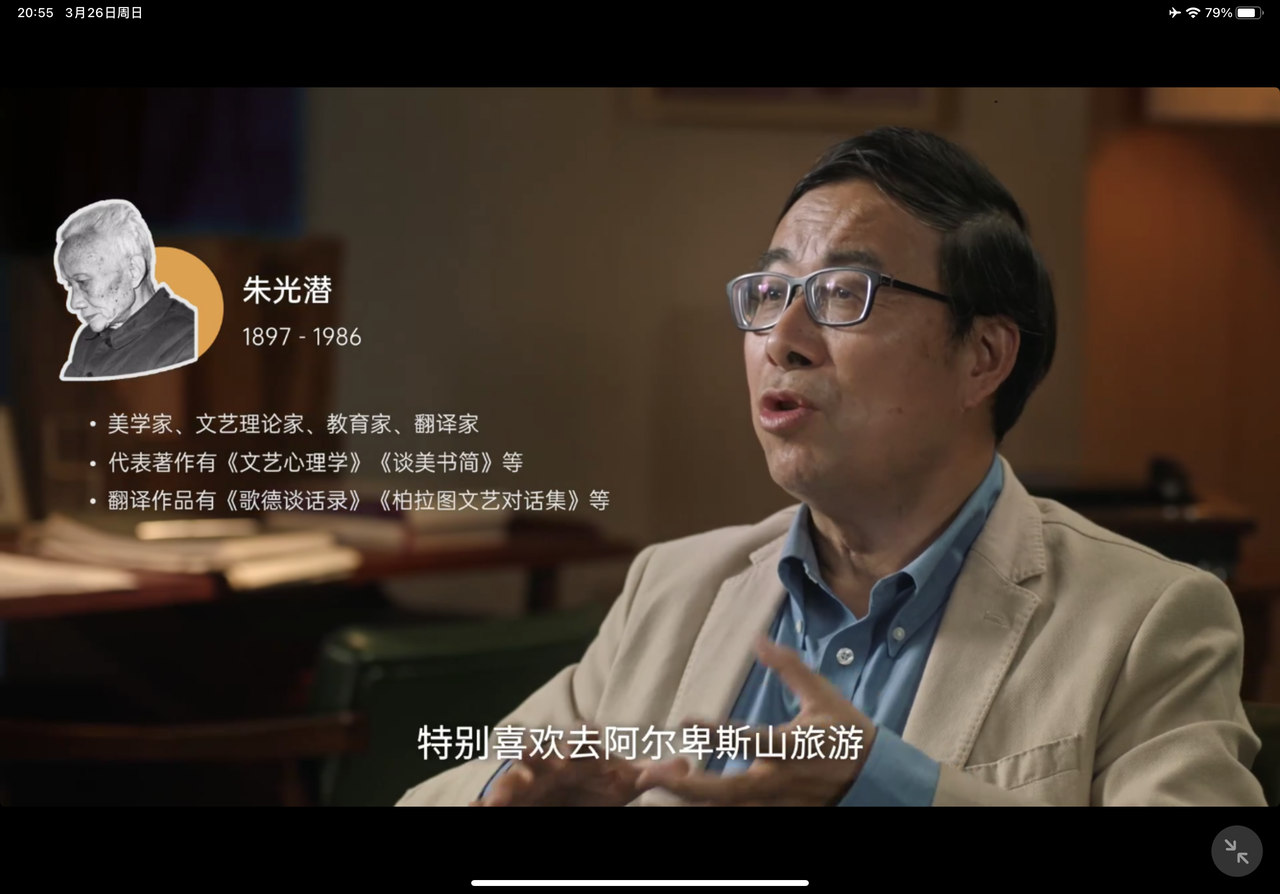 20:55 3月26日周日
79%
朱光潜
1897 - 1986
• 美学家、文艺理论家、教育家、翻译家
• 代表著作有《文艺心理学》《谈美书简》等
• 翻译作品有《歌德谈话录》《柏拉图文艺对话集》等
特别喜欢去阿尔卑斯山旅游